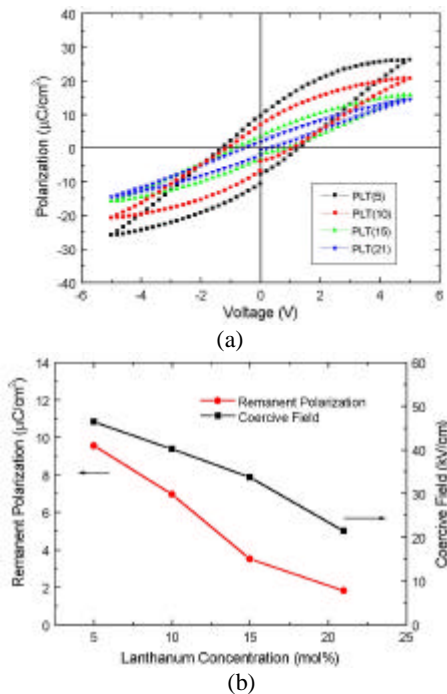 40
30
20
10
0
-10
-20
-30
-40
Polarization (μC/cm²)
PLT(5)
PLT(10)
PLT(15)
PLT(21)
-6 -4 -2 0 2 4 6
Voltage (V)
(a)
14
12
10
8
6
4
2
0
Remanent Polarization (μC/cm²)
Remanent Polarization
Coercive Field
60
50
40
30
20
10
0
Coercive Field (kV/cm)
5 10 15 20 25
Lanthanum Concentration (mol%)
(b)